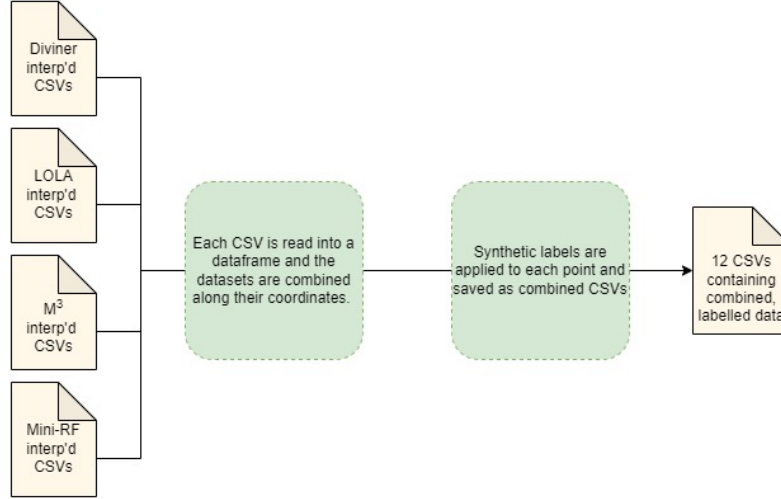 Diviner
interp'd
CSVs
LOLA
interp'd
CSVs
M³
interp'd
CSVs
Mini-RF
interp'd
CSVs
Each CSV is read into a
dataframe and the
datasets are combined
along their coordinates.
Synthetic labels are
applied to each point and
saved as combined CSVs
12 CSVs
containing
combined,
labelled data